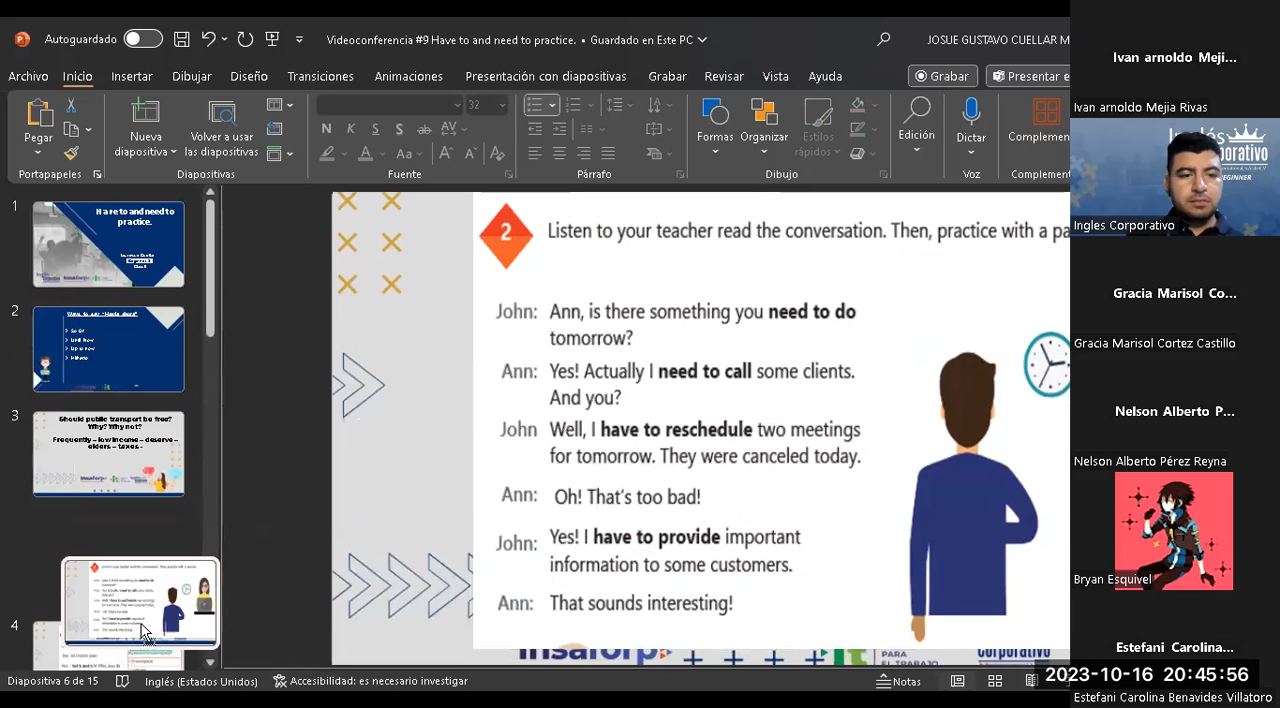 Autoguardado
Videoconferencia #9 Have to and need to practice. • Guardado en Este PC
JOSUE GUSTAVO CUELLAR M
Archivo Inicio Insertar Dibujar Diseño Transiciones Animaciones Presentación con diapositivas Grabar Revisar Vista Ayuda
Grabar
Presentar e
Pegar
Nueva
diapositiva
Volver a usar
las diapositivas
32
N K S S ab AV
Aa
Formas
Organizar
Estilos
rápidos
Edición
Dictar
Complemen
Portapapeles
Diapositivas
Fuente
Párrafo
Dibujo
Voz
Complement
1
Have to and need to
practice.
2
3
Should public transport be free?
Why? Why not?
Frequently – low income – deserve –
elders – taxes -
4
2
Listen to your teacher read the conversation. Then, practice with a pa
John: Ann, is there something you need to do
tomorrow?
Ann: Yes! Actually I need to call some clients.
And you?
John Well, I have to reschedule two meetings
for tomorrow. They were canceled today.
Ann: Oh! That's too bad!
John: Yes! I have to provide important
information to some customers.
Ann: That sounds interesting!
insaforp
PARA
EL TRABAJO
Corporativo
Diapositiva 6 de 15
Inglés (Estados Unidos)
Accesibilidad: es necesario investigar
Notas
Ivan arnoldo Meji...
Ivan arnoldo Mejia Rivas
Inglés
EGINNER
Ingles Corporativo
Gracia Marisol Co...
Gracia Marisol Cortez Castillo
Nelson Alberto P...
Nelson Alberto Pérez Reyna
Bryan Esquivel
Estefani Carolina...
2023-10-16 20:45:56
Estefani Carolina Benavides Villatoro